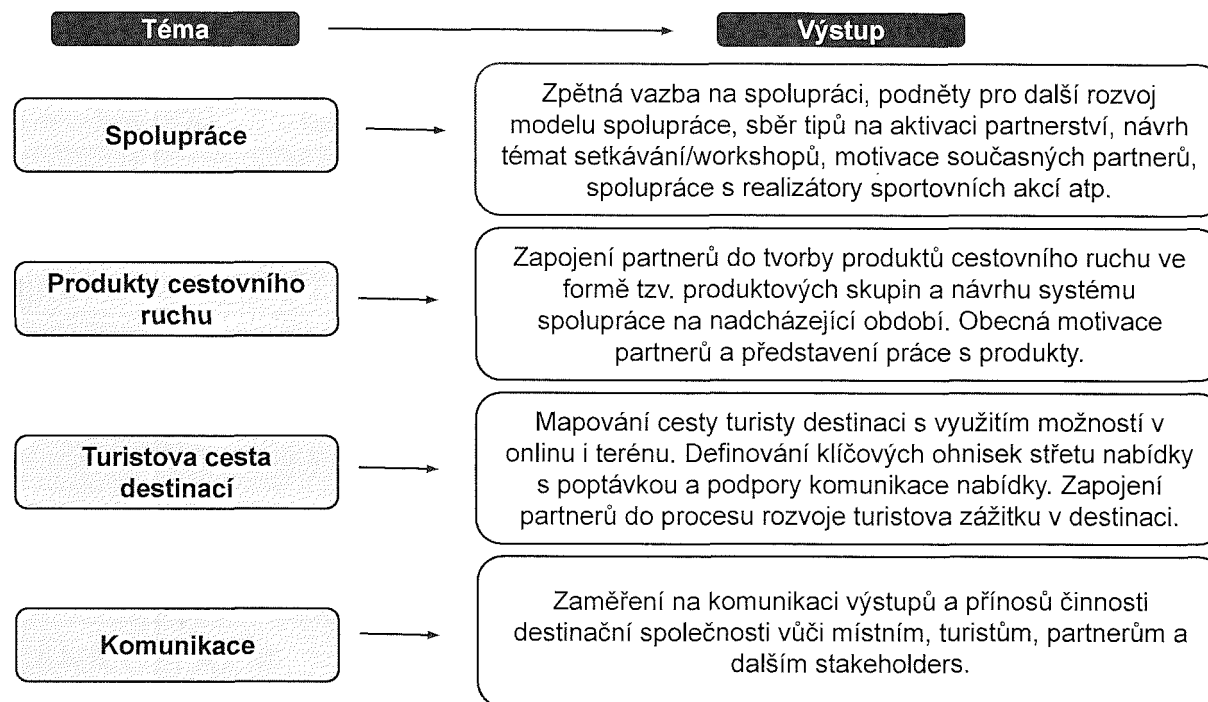 Téma
Výstup
Spolupráce
Zpětná vazba na spolupráci, podněty pro další rozvoj
modelu spolupráce, sběr tipů na aktivaci partnerství, návrh
témat setkávání/workshopů, motivace současných partnerů,
spolupráce s realizátory sportovních akcí atp.
Produkty cestovního
ruchu
Zapojení partnerů do tvorby produktů cestovního ruchu ve
formě tzv. produktových skupin a návrhu systému
spolupráce na nadcházející období. Obecná motivace
partnerů a představení práce s produkty.
Turistova cesta
destinací
Mapování cesty turisty destinaci s využitím možností v
onlinu i terénu. Definování klíčových ohnisek střetu nabídky
s poptávkou a podpory komunikace nabídky. Zapojení
partnerů do procesu rozvoje turistova zážitku v destinaci.
Komunikace
Zaměření na komunikaci výstupů a přínosů činnosti
destinační společnosti vůči místním, turistům, partnerům a
dalším stakeholders.